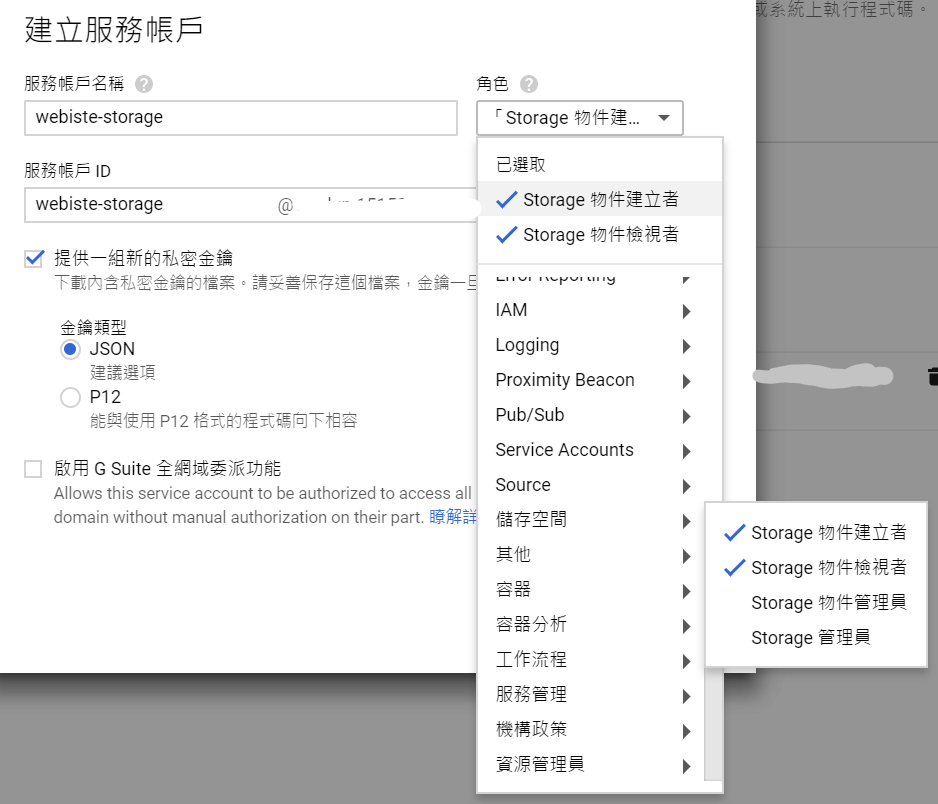 或系統上執行程式碼。
建立服務帳戶
服務帳戶名稱 ?
角色 ?
webiste-storage
「Storage 物件建...
服務帳戶 ID
webiste-storage @
已選取
Storage 物件建立者
Storage 物件檢視者
提供一組新的私密金鑰
下載內含私密金鑰的檔案。請妥善保存這個檔案，金鑰一旦
金鑰類型
JSON
建議選項
P12
能與使用 P12 格式的程式碼向下相容
啟用 G Suite 全網域委派功能
Allows this service account to be authorized to access all
domain without manual authorization on their part. 瞭解詳
Error Reporting
IAM
Logging
Proximity Beacon
Pub/Sub
Service Accounts
Source
儲存空間
其他
容器
容器分析
工作流程
服務管理
機構政策
資源管理員
Storage 物件建立者
Storage 物件檢視者
Storage 物件管理員
Storage 管理員